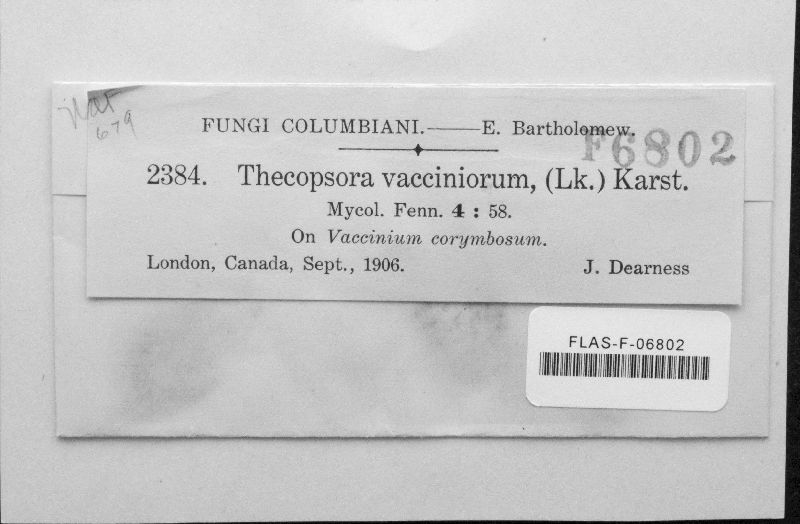 679
FUNGI COLUMBIANI.——E. Bartholomew.
F6802
2384. Thecopsora vacciniorum, (Lk.) Karst.
Mycol. Fenn. 4 : 58.
On Vaccinium corymbosum.
London, Canada, Sept., 1906. J. Dearness
FLAS-F-06802